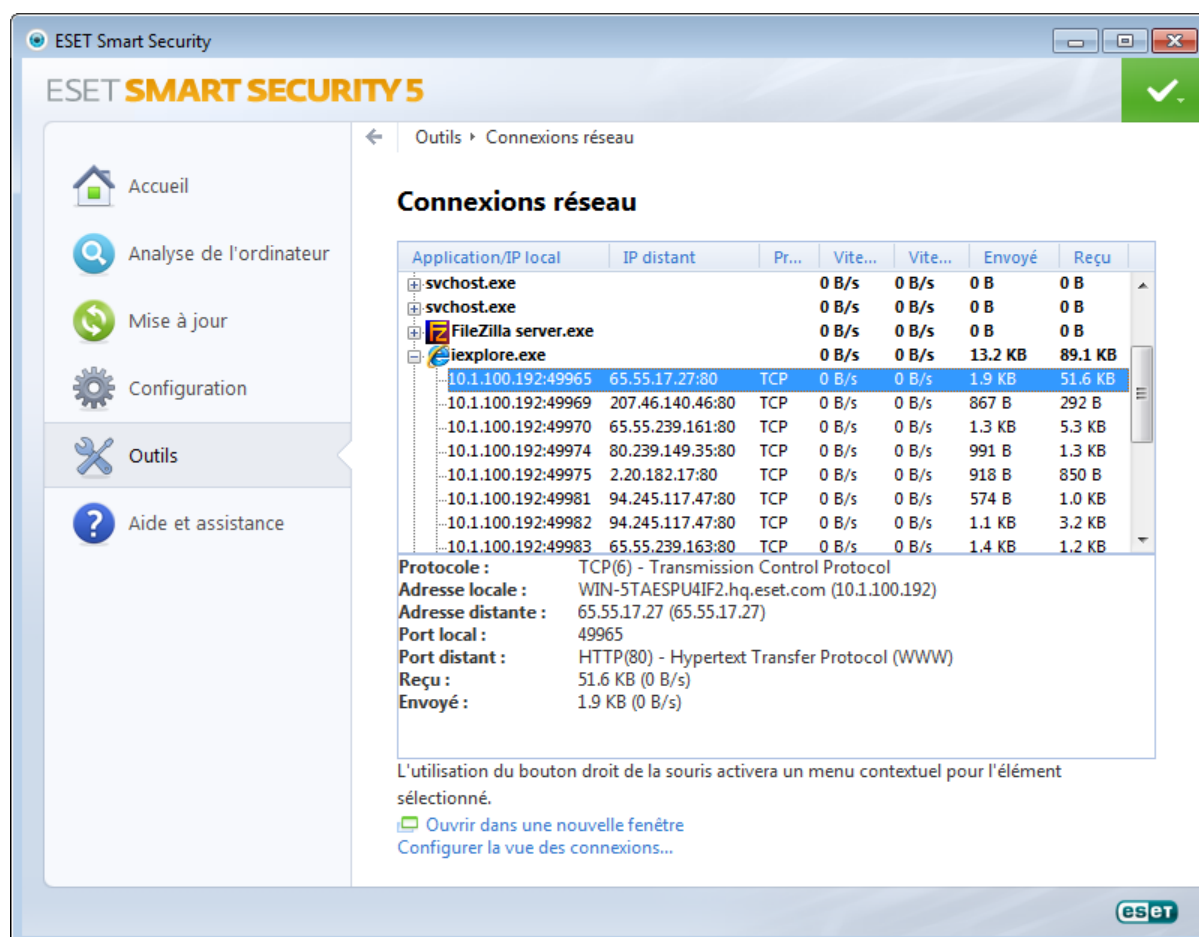 ESET Smart Security
ESET SMART SECURITY 5
Outils ▸ Connexions réseau
Accueil
Analyse de l'ordinateur
Mise à jour
Configuration
Outils
Aide et assistance
Connexions réseau
Application/IP local IP distant Pr... Vite... Vite... Envoyé Reçu
svchost.exe 0 B/s 0 B/s 0 B 0 B
svchost.exe 0 B/s 0 B/s 0 B 0 B
FileZilla server.exe 0 B/s 0 B/s 0 B 0 B
iexplore.exe 0 B/s 0 B/s 13.2 KB 89.1 KB
10.1.100.192:49965 65.55.17.27:80 TCP 0 B/s 0 B/s 1.9 KB 51.6 KB
10.1.100.192:49969 207.46.140.46:80 TCP 0 B/s 0 B/s 867 B 292 B
10.1.100.192:49970 65.55.239.161:80 TCP 0 B/s 0 B/s 1.3 KB 5.3 KB
10.1.100.192:49974 80.239.149.35:80 TCP 0 B/s 0 B/s 991 B 1.3 KB
10.1.100.192:49975 2.20.182.17:80 TCP 0 B/s 0 B/s 918 B 850 B
10.1.100.192:49981 94.245.117.47:80 TCP 0 B/s 0 B/s 574 B 1.0 KB
10.1.100.192:49982 94.245.117.47:80 TCP 0 B/s 0 B/s 1.1 KB 3.2 KB
10.1.100.192:49983 65.55.239.163:80 TCP 0 B/s 0 B/s 1.4 KB 1.2 KB
Protocole : TCP(6) - Transmission Control Protocol
Adresse locale : WIN-5TAESPU4IF2.hq.eset.com (10.1.100.192)
Adresse distante : 65.55.17.27 (65.55.17.27)
Port local : 49965
Port distant : HTTP(80) - Hypertext Transfer Protocol (WWW)
Reçu : 51.6 KB (0 B/s)
Envoyé : 1.9 KB (0 B/s)
L'utilisation du bouton droit de la souris activera un menu contextuel pour l'élément
sélectionné.
Ouvrir dans une nouvelle fenêtre
Configurer la vue des connexions...
eset